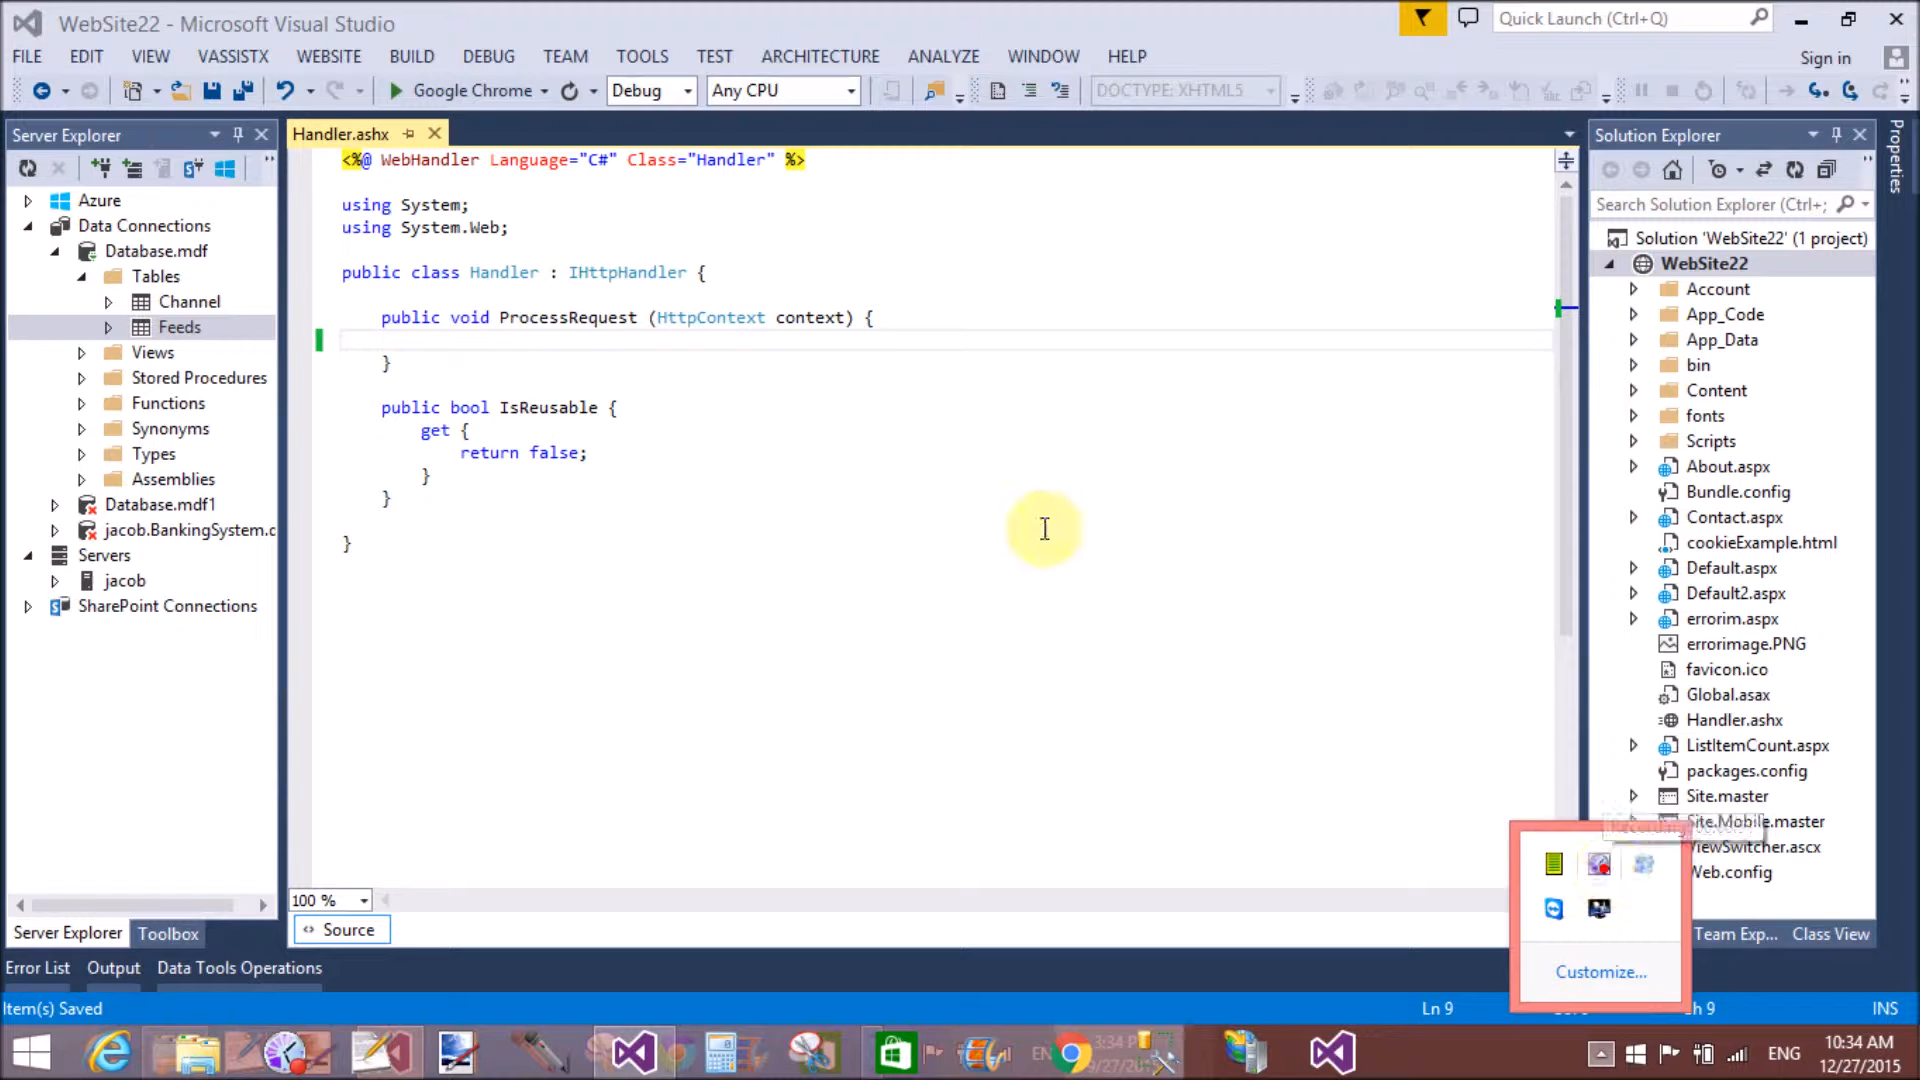 WebSite22 - Microsoft Visual Studio
Quick Launch (Ctrl+Q)
FILE EDIT VIEW VASSISTX WEBSITE BUILD DEBUG TEAM TOOLS TEST ARCHITECTURE ANALYZE WINDOW HELP
Sign in
Google Chrome Debug Any CPU DOCTYPE: XHTML5
Server Explorer
Azure
Data Connections
Database.mdf
Tables
Channel
Feeds
Views
Stored Procedures
Functions
Synonyms
Types
Assemblies
Database.mdf1
jacob.BankingSystem.c
Servers
jacob
SharePoint Connections
Server Explorer Toolbox
Handler.ashx
<%@ WebHandler Language="C#" Class="Handler" %>
using System;
using System.Web;
public class Handler : IHttpHandler {
public void ProcessRequest (HttpContext context) {
}
public bool IsReusable {
get {
return false;
}
}
}
100 %
Source
Solution Explorer
Search Solution Explorer (Ctrl+;
Solution 'WebSite22' (1 project)
WebSite22
Account
App_Code
App_Data
bin
Content
fonts
Scripts
About.aspx
Bundle.config
Contact.aspx
cookieExample.html
Default.aspx
Default2.aspx
errorim.aspx
errorimage.PNG
favicon.ico
Global.asax
Handler.ashx
ListItemCount.aspx
packages.config
Site.master
Site.Mobile.master
ViewSwitcher.ascx
Web.config
Team Exp... Class View
Properties
Customize...
Error List Output Data Tools Operations
Item(s) Saved
Ln 9
Ch 9
INS
ENG
10:34 AM
12/27/2015